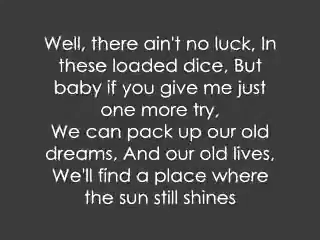 Well, there ain't no luck, In
these loaded dice, But
baby if you give me just
one more try,
We can pack up our old
dreams, And our old lives,
We'll find a place where
the sun still shines